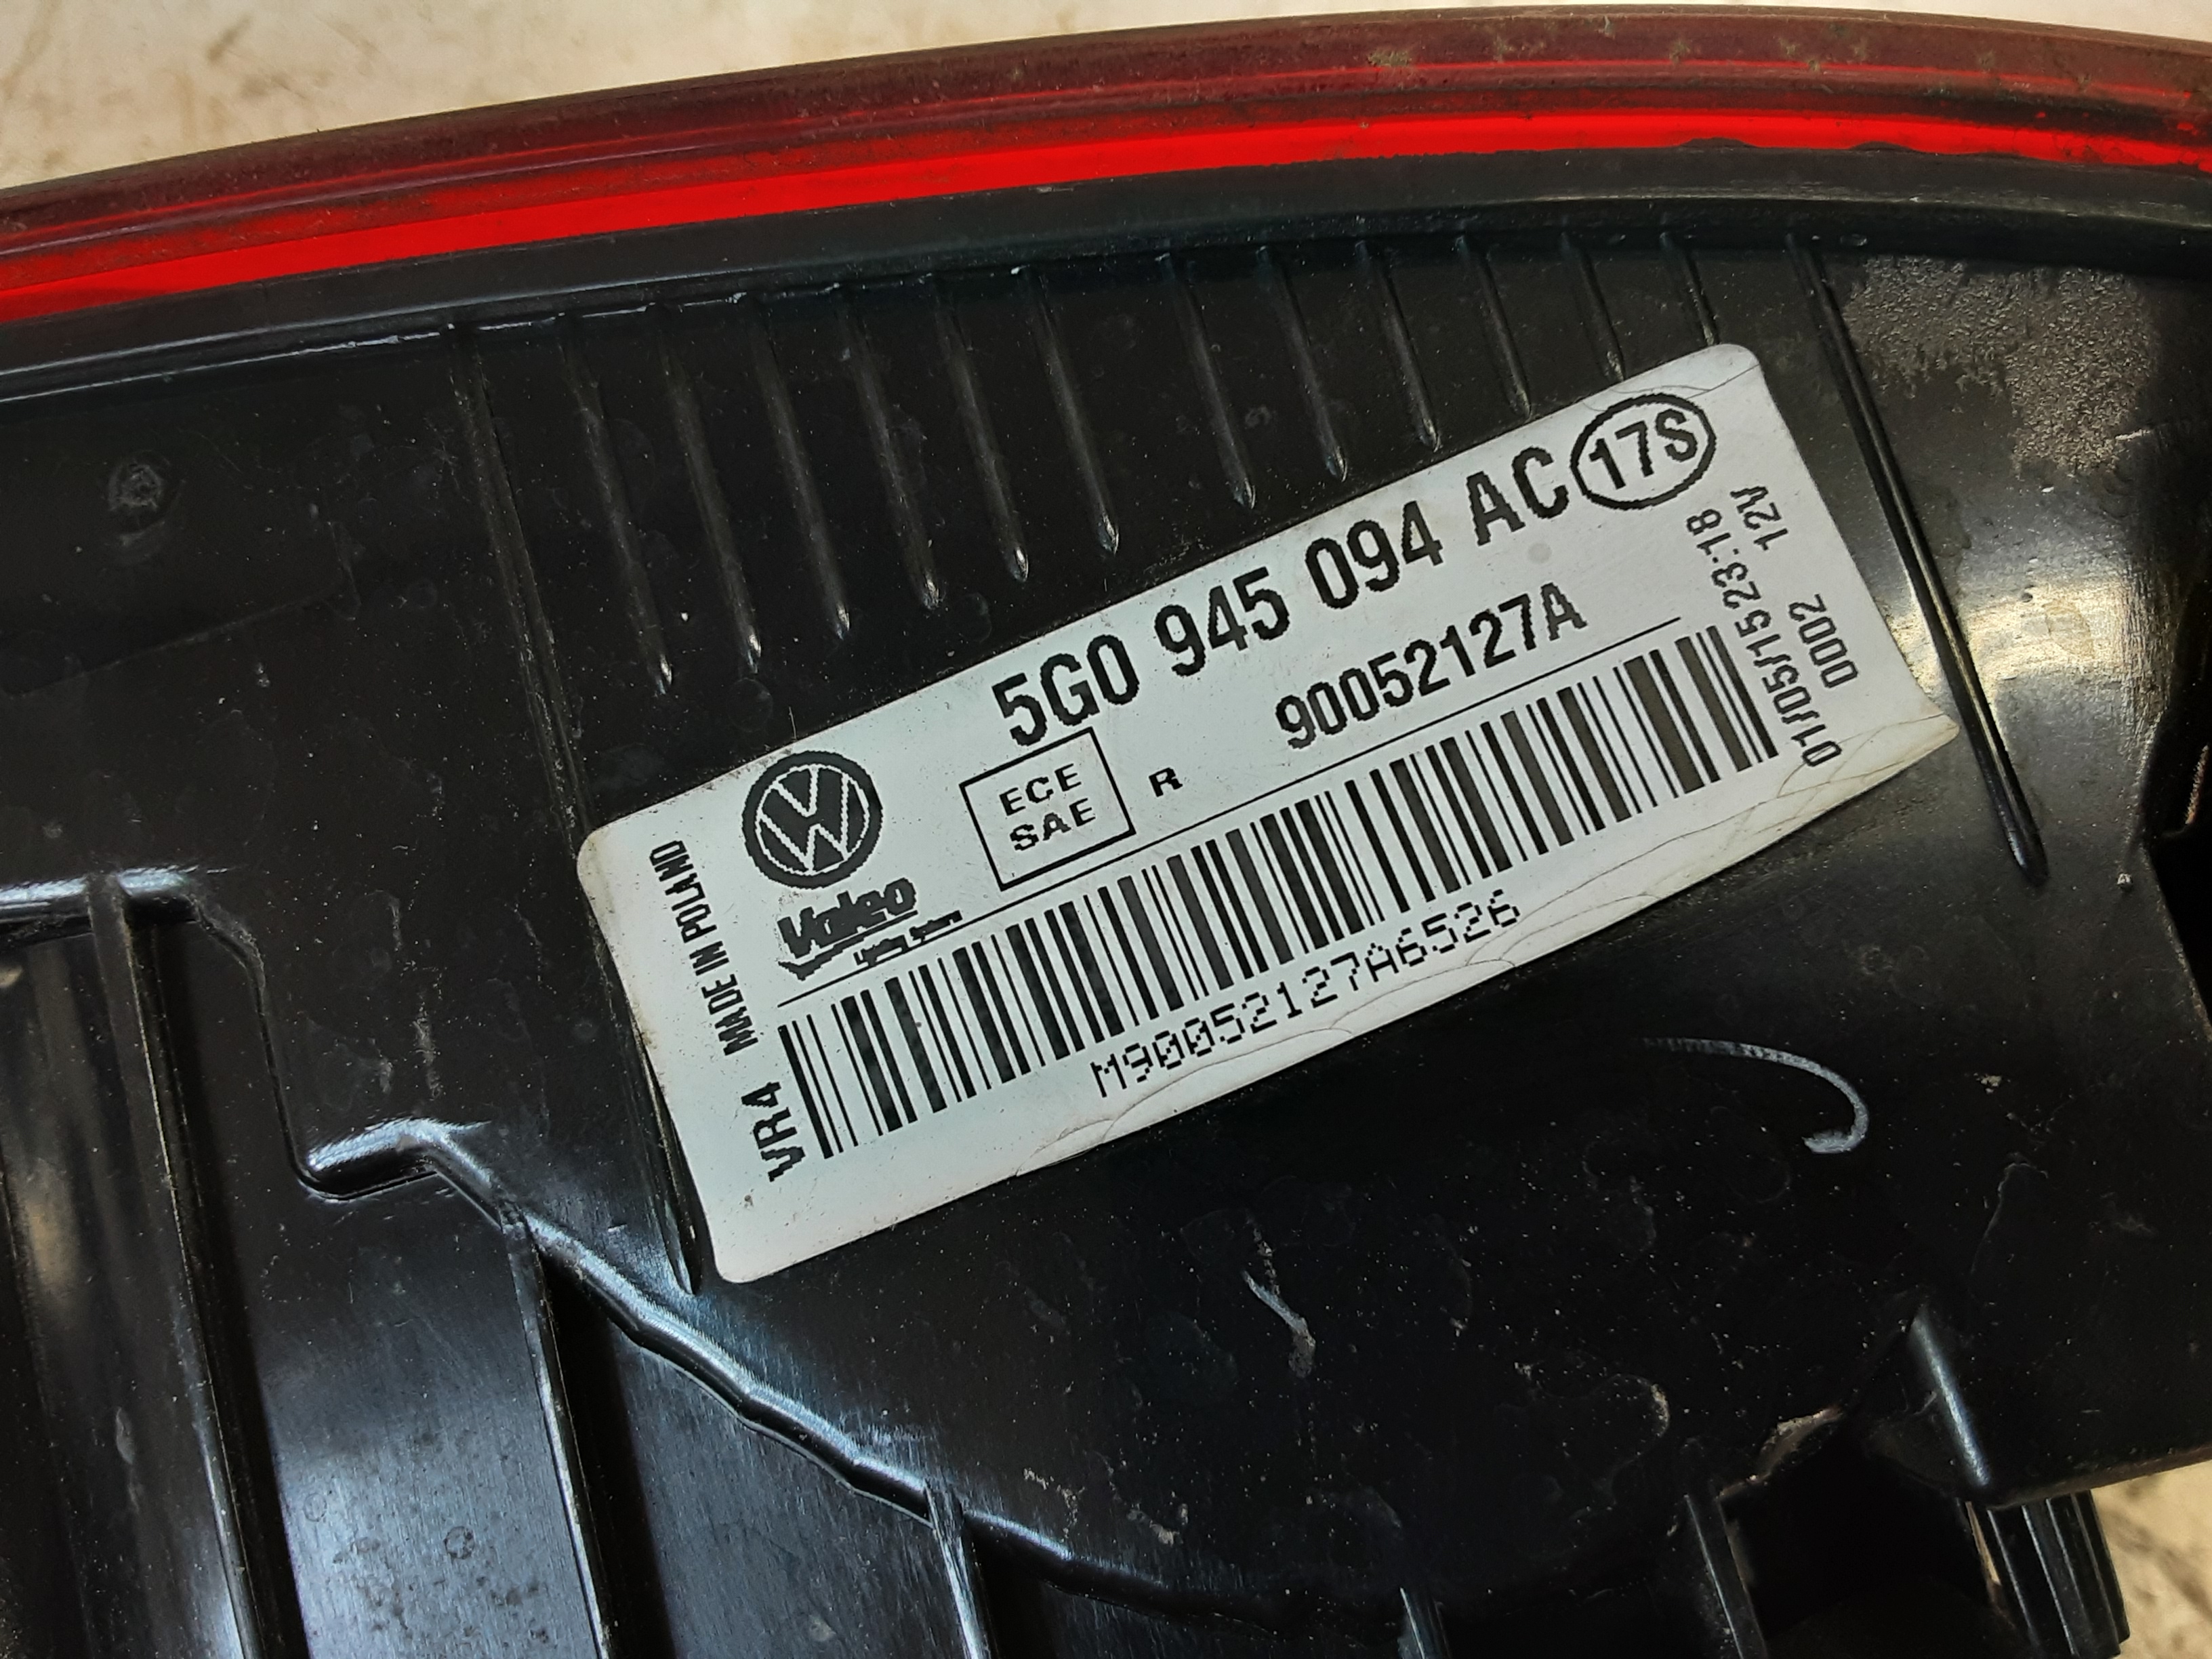 5G0 945 094 AC 17S
90052127A
ECE
SAE
R
Valeo
MADE IN POLAND
VR4
M90052127A6526
01/05/15 23:18
0002 12V